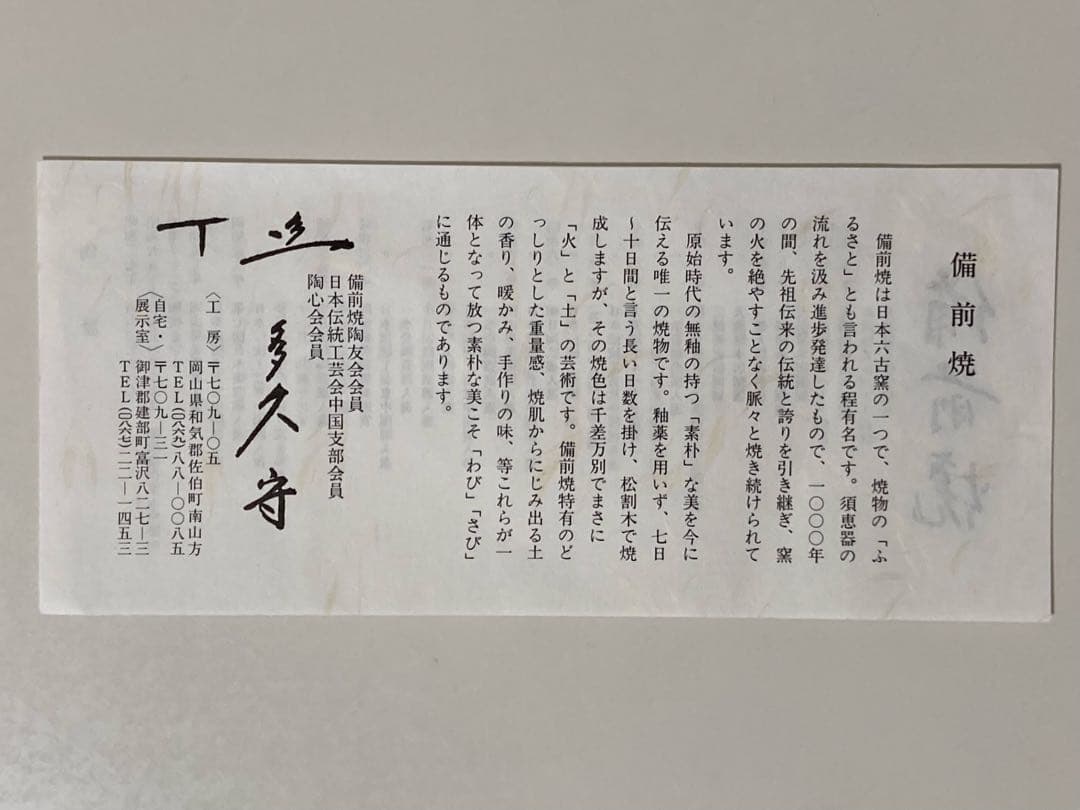 備前焼
備前焼は日本六古窯の一つで、焼物の「ふ
るさと」とも言われる程有名です。須恵器の
流れを汲み進歩発達したもので、一〇〇〇年
の間、先祖伝来の伝統と誇りを引き継ぎ、窯
の火を絶やすことなく脈々と焼き続けられて
います。
原始時代の無釉の持つ「素朴」な美を今に
伝える唯一の焼物です。釉薬を用いず、七日
〜十日間と言う長い日数を掛け、松割木で焼
成しますが、その焼色は千差万別でまさに
「火」と「土」の芸術です。備前焼特有のど
っしりとした重量感、焼肌からにじみ出る土
の香り、暖かみ、手作りの味、等これらが一
体となって放つ素朴な美こそ「わび」「さび」
に通じるものであります。
備前焼陶友会会員
日本伝統工芸会中国支部会員
陶心会会員
多久守
〈工房〉〒七〇九―〇五
岡山県和気郡佐伯町南山方
TEL(〇八六九)八八―〇〇八五
〈自宅・展示室〉〒七〇九―三一
御津郡建部町富沢八二七―三
TEL(〇八六七)二二―一四五三